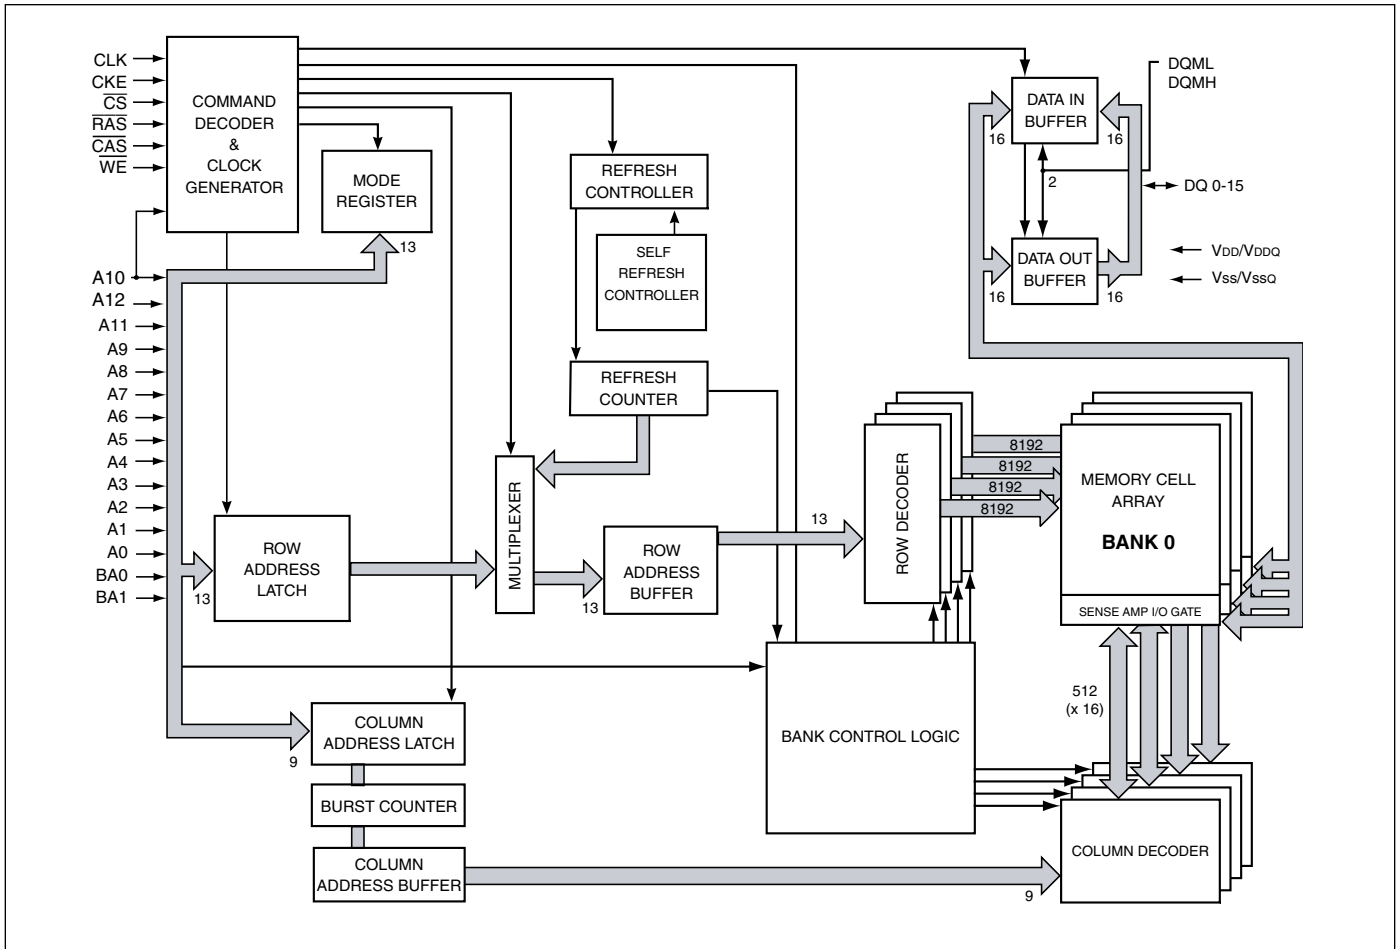 CLK
CKE
CS
RAS
CAS
WE
A10
A12
A11
A9
A8
A7
A6
A5
A4
A3
A2
A1
A0
BA0
BA1
COMMAND
DECODER
&
CLOCK
GENERATOR
MODE
REGISTER
13
REFRESH
CONTROLLER
SELF
REFRESH
CONTROLLER
REFRESH
COUNTER
DATA IN
BUFFER
16
16
2
DQML
DQMH
DQ 0-15
VDD/VDDQ
Vss/VssQ
DATA OUT
BUFFER
16
16
13
ROW
ADDRESS
LATCH
MULTIPLEXER
13
ROW
ADDRESS
BUFFER
13
ROW DECODER
8192
8192
8192
8192
MEMORY CELL
ARRAY
BANK 0
SENSE AMP I/O GATE
512
(x 16)
BANK CONTROL LOGIC
9
COLUMN
ADDRESS LATCH
BURST COUNTER
COLUMN
ADDRESS BUFFER
9
COLUMN DECODER